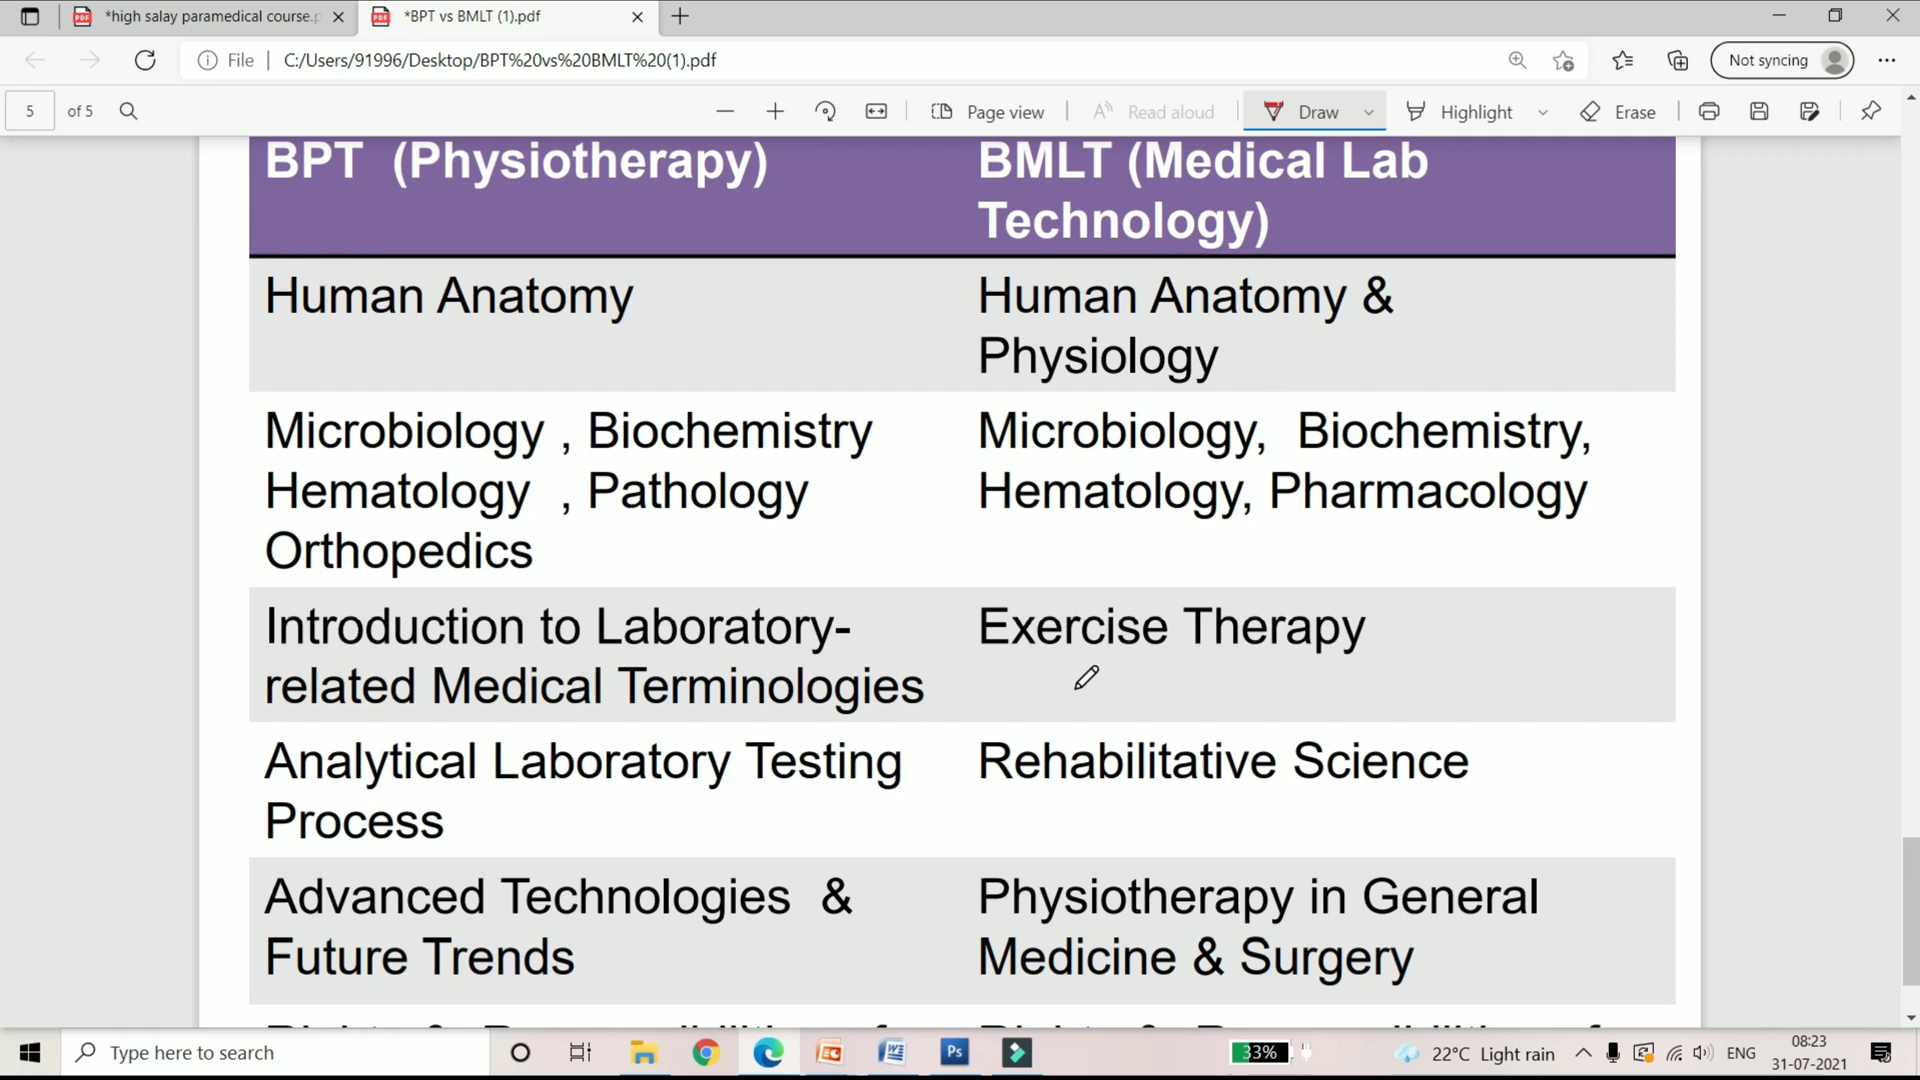 *high salay paramedical course.p
*BPT vs BMLT (1).pdf
File
C:/Users/91996/Desktop/BPT%20vs%20BMLT%20(1).pdf
Not syncing
5 of 5
Page view
Read aloud
Draw
Highlight
Erase
BPT (Physiotherapy)
BMLT (Medical Lab
Technology)
Human Anatomy
Human Anatomy &
Physiology
Microbiology , Biochemistry
Hematology , Pathology
Orthopedics
Microbiology, Biochemistry,
Hematology, Pharmacology
Introduction to Laboratory-
related Medical Terminologies
Exercise Therapy
Analytical Laboratory Testing
Process
Rehabilitative Science
Advanced Technologies &
Future Trends
Physiotherapy in General
Medicine & Surgery
Type here to search
33%
22°C Light rain
ENG
08:23
31-07-2021